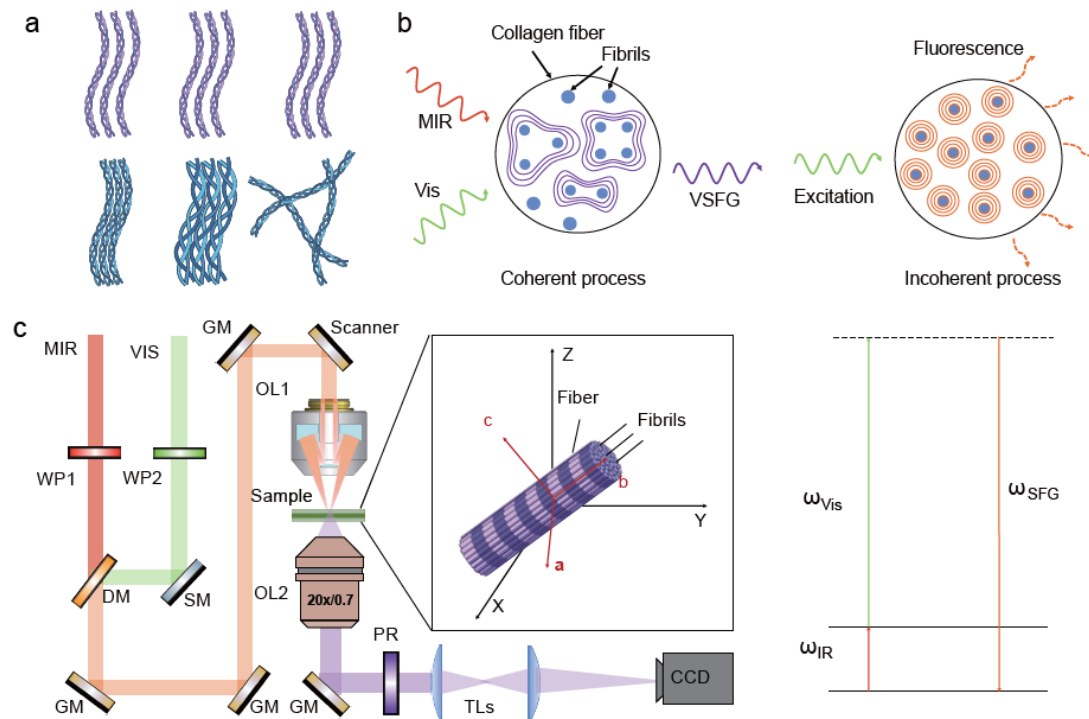 a
b
Collagen fiber
Fibrils
MIR
Vis
VSFG
Coherent process
Fluorescence
Excitation
Incoherent process
c
MIR
VIS
GM
Scanner
OL1
WP1
WP2
Sample
DM
SM
OL2
20x/0.7
PR
GM
GM
GM
TLs
CCD
Z
Fiber
Fibrils
c
b
Y
a
X
ωVis
ωSFG
ωIR